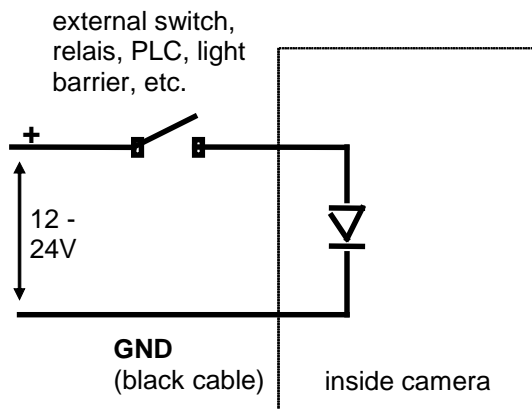 external switch,
relais, PLC, light
barrier, etc.
+
12 -
24V
GND
(black cable)
inside camera